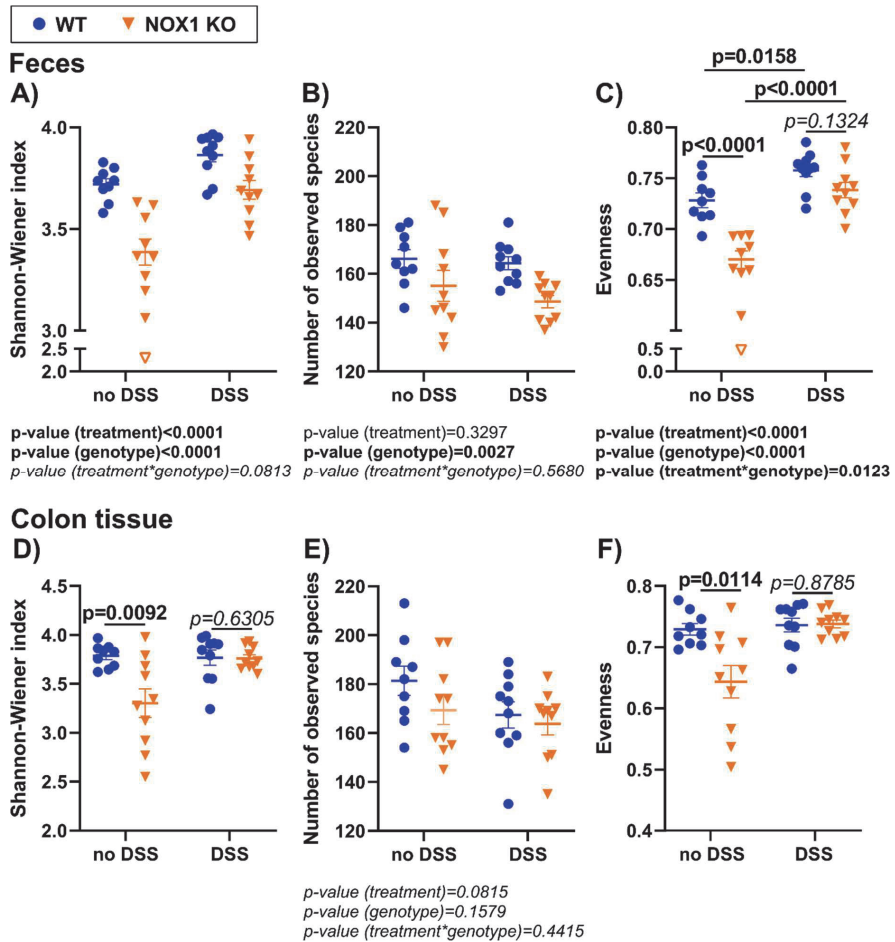 WT NOX1 KO
Feces
A)
Shannon-Wiener index
4.0
3.5
3.0
2.5
2.0
no DSS DSS
p-value (treatment)<0.0001
p-value (genotype)<0.0001
p-value (treatment*genotype)=0.0813
B)
Number of observed species
220
200
180
160
140
120
no DSS DSS
p-value (treatment)=0.3297
p-value (genotype)=0.0027
p-value (treatment*genotype)=0.5680
C)
p=0.0158
p<0.0001
p<0.0001
p=0.1324
Evenness
0.80
0.75
0.70
0.65
0.5
0.0
no DSS DSS
p-value (treatment)<0.0001
p-value (genotype)<0.0001
p-value (treatment*genotype)=0.0123
Colon tissue
D)
Shannon-Wiener index
4.5
4.0
3.5
3.0
2.5
2.0
p=0.0092
p=0.6305
no DSS DSS
E)
Number of observed species
220
200
180
160
140
120
no DSS DSS
p-value (treatment)=0.0815
p-value (genotype)=0.1579
p-value (treatment*genotype)=0.4415
F)
Evenness
0.8
0.7
0.6
0.5
0.4
p=0.0114
p=0.8785
no DSS DSS